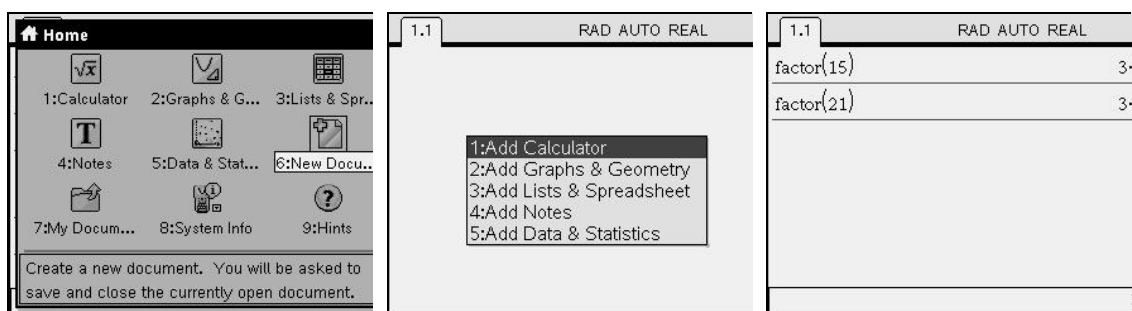 Home
1:Calculator 2:Graphs & G... 3:Lists & Spr..
4:Notes 5:Data & Stat... 6:New Docu..
7:My Docum... 8:System Info 9:Hints
Create a new document. You will be asked to
save and close the currently open document.
1.1 RAD AUTO REAL
1:Add Calculator
2:Add Graphs & Geometry
3:Add Lists & Spreadsheet
4:Add Notes
5:Add Data & Statistics
1.1 RAD AUTO REAL
factor(15) 3·
factor(21) 3·